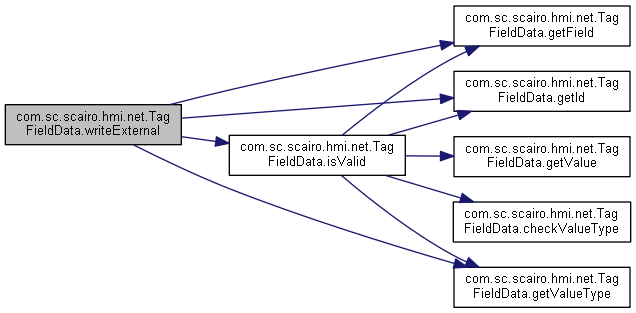 com.sc.scairo.hmi.net.Tag
FieldData.writeExternal
com.sc.scairo.hmi.net.Tag
FieldData.isValid
com.sc.scairo.hmi.net.Tag
FieldData.getField
com.sc.scairo.hmi.net.Tag
FieldData.getId
com.sc.scairo.hmi.net.Tag
FieldData.getValue
com.sc.scairo.hmi.net.Tag
FieldData.checkValueType
com.sc.scairo.hmi.net.Tag
FieldData.getValueType